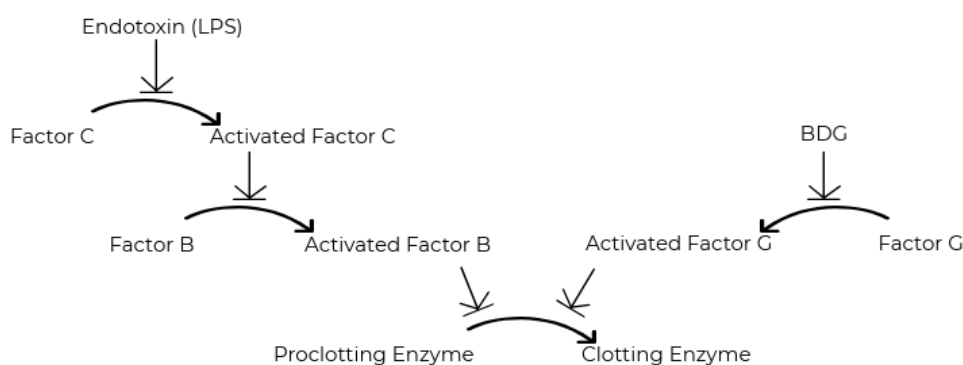 Endotoxin (LPS)
Factor C
Activated Factor C
BDG
Factor B
Activated Factor B
Activated Factor G
Factor G
Proclotting Enzyme
Clotting Enzyme